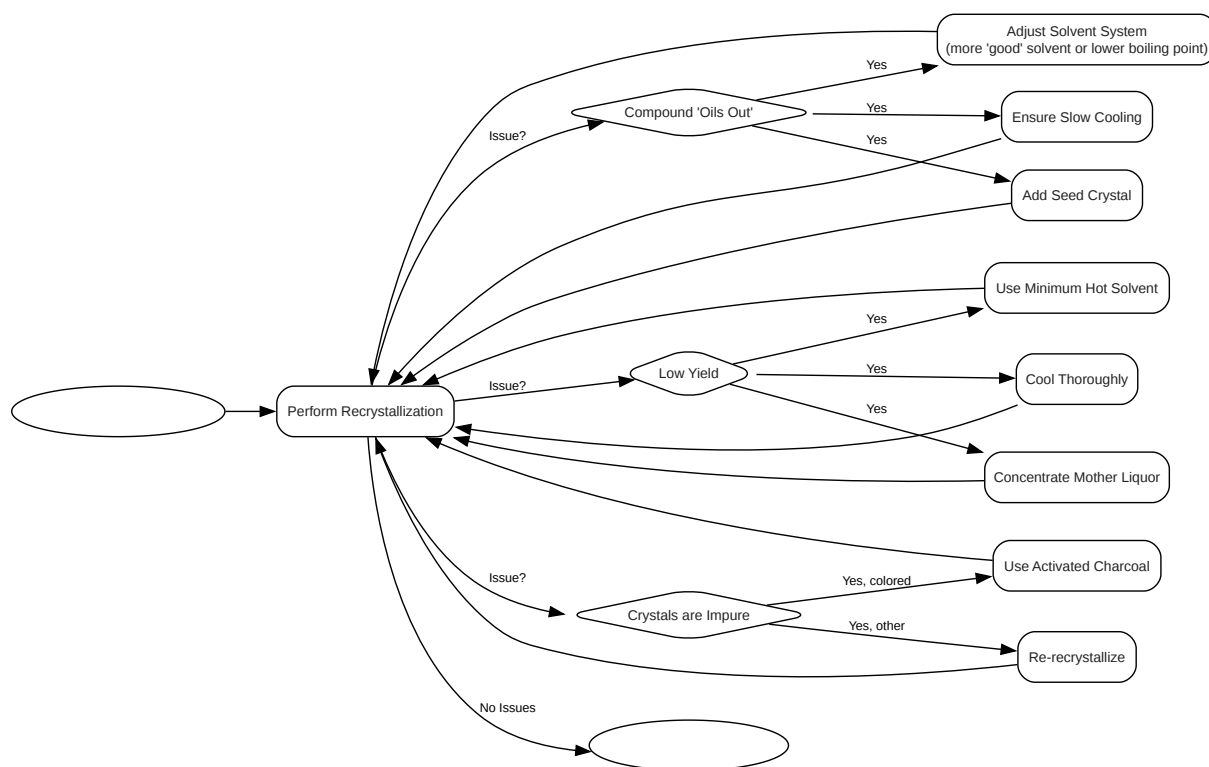 Adjust Solvent System
(more 'good' solvent or lower boiling point)
Yes
Compound 'Oils Out'
Yes
Ensure Slow Cooling
Issue?
Yes
Add Seed Crystal
Use Minimum Hot Solvent
Yes
Low Yield
Yes
Cool Thoroughly
Issue?
Perform Recrystallization
Yes
Concentrate Mother Liquor
Use Activated Charcoal
Issue?
Yes, colored
Crystals are Impure
Yes, other
Re-recrystallize
No Issues